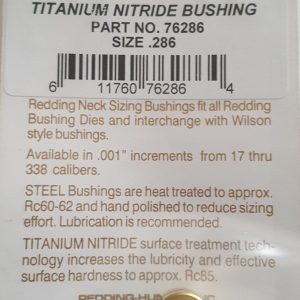 TITANIUM NITRIDE BUSHING
PART NO. 76286
SIZE .286
6 11760 76286 4
Redding Neck Sizing Bushings fit all Redding
Bushing Dies and interchange with Wilson
style bushings.
Available in .001" increments from 17 thru
338 calibers.
STEEL Bushings are heat treated to approx.
Rc60-62 and hand polished to reduce sizing
effort. Lubrication is recommended.
TITANIUM NITRIDE surface treatment tech-
nology increases the lubricity and effective
surface hardness to approx. Rc85.